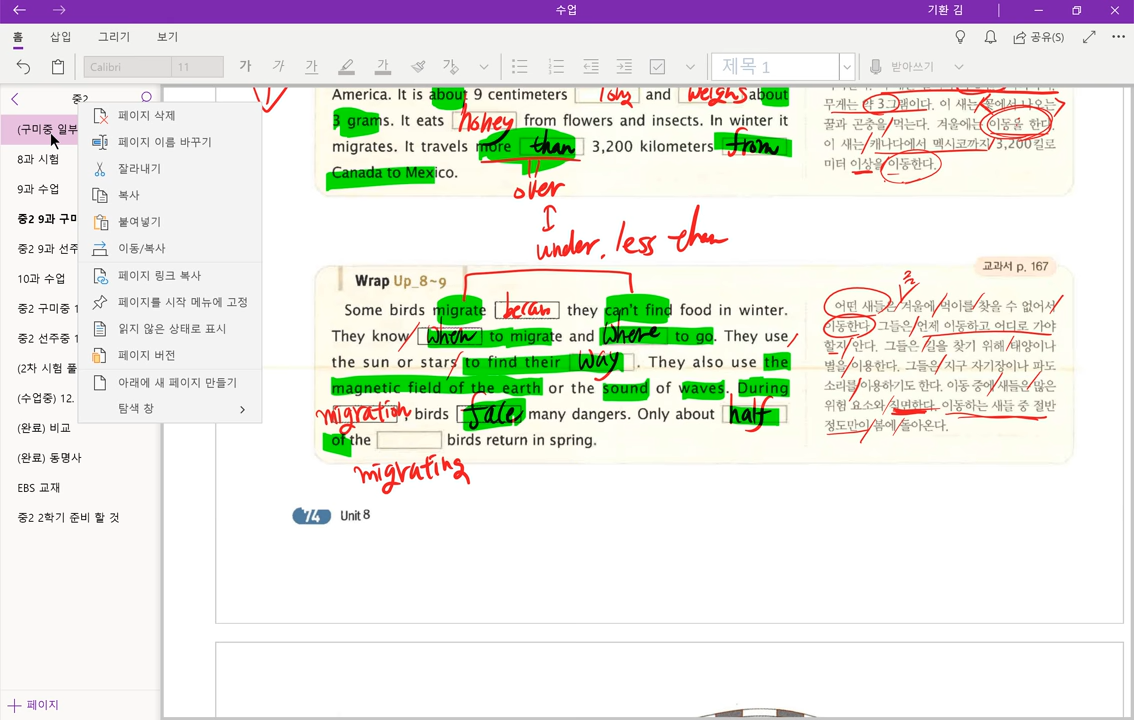 수업
기환 김
홈 삽입 그리기 보기
공유(S)
Calibri 11
가 가 가 가
제목 1
받아쓰기
중2
(구미중 일부
8과 시험
9과 수업
중2 9과 구미
중2 9과 선주
10과 수업
중2 구미중 1
중2 선주중 1
(2차 시험 풀
(수업중) 12.
(완료) 비교
(완료) 동명사
EBS 교재
중2 2학기 준비 할 것
페이지
페이지 삭제
페이지 이름 바꾸기
잘라내기
복사
붙여넣기
이동/복사
페이지 링크 복사
페이지를 시작 메뉴에 고정
읽지 않은 상태로 표시
페이지 버전
아래에 새 페이지 만들기
탐색 창
America. It is about 9 centimeters long and weighs about
3 grams. It eats honey from flowers and insects. In winter it
migrates. It travels more than 3,200 kilometers from
Canada to Mexico.
over
under, less than
무게는 약 3그램이다. 이 새는 꽃에서 나오는
꿀과 곤충을 먹는다. 겨울에는 이동을 한다.
이 새는 캐나다에서 멕시코까지 3,200킬로
미터 이상을 이동한다.
교과서 p. 167
Wrap Up_8~9
Some birds migrate they can't find food in winter.
They know when to migrate and where to go. They use
the sun or stars to find their way. They also use the
magnetic field of the earth or the sound of waves. During
migration, birds face many dangers. Only about half
of the birds return in spring.
migrating
어떤 새들은 겨울에 먹이를 찾을 수 없어서
이동한다. 그들은 언제 이동하고 어디로 가야
할지 안다. 그들은 길을 찾기 위해 태양이나
별을 이용한다. 그들은 지구 자기장이나 파도
소리를 이용하기도 한다. 이동 중에 새들은 많은
위험 요소와 직면한다. 이동하는 새들 중 절반
정도만이 봄에 돌아온다.
74 Unit 8